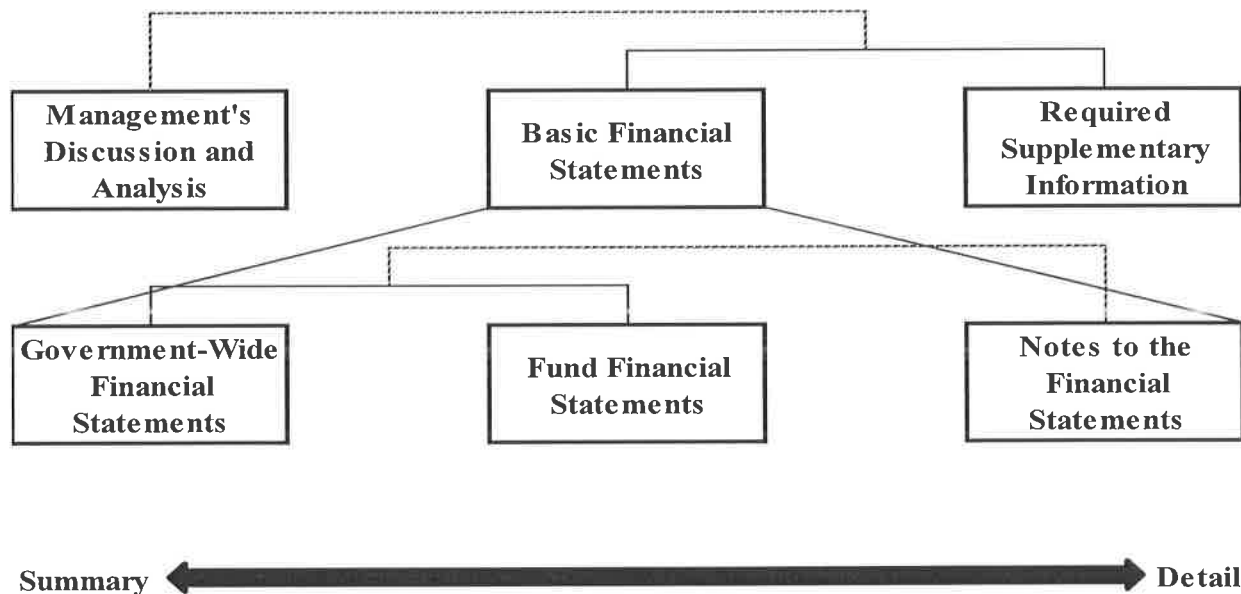 Management's
Discussion and
Analysis
Basic Financial
Statements
Required
Supplementary
Information
Government-Wide
Financial
Statements
Fund Financial
Statements
Notes to the
Financial
Statements
Summary
Detail